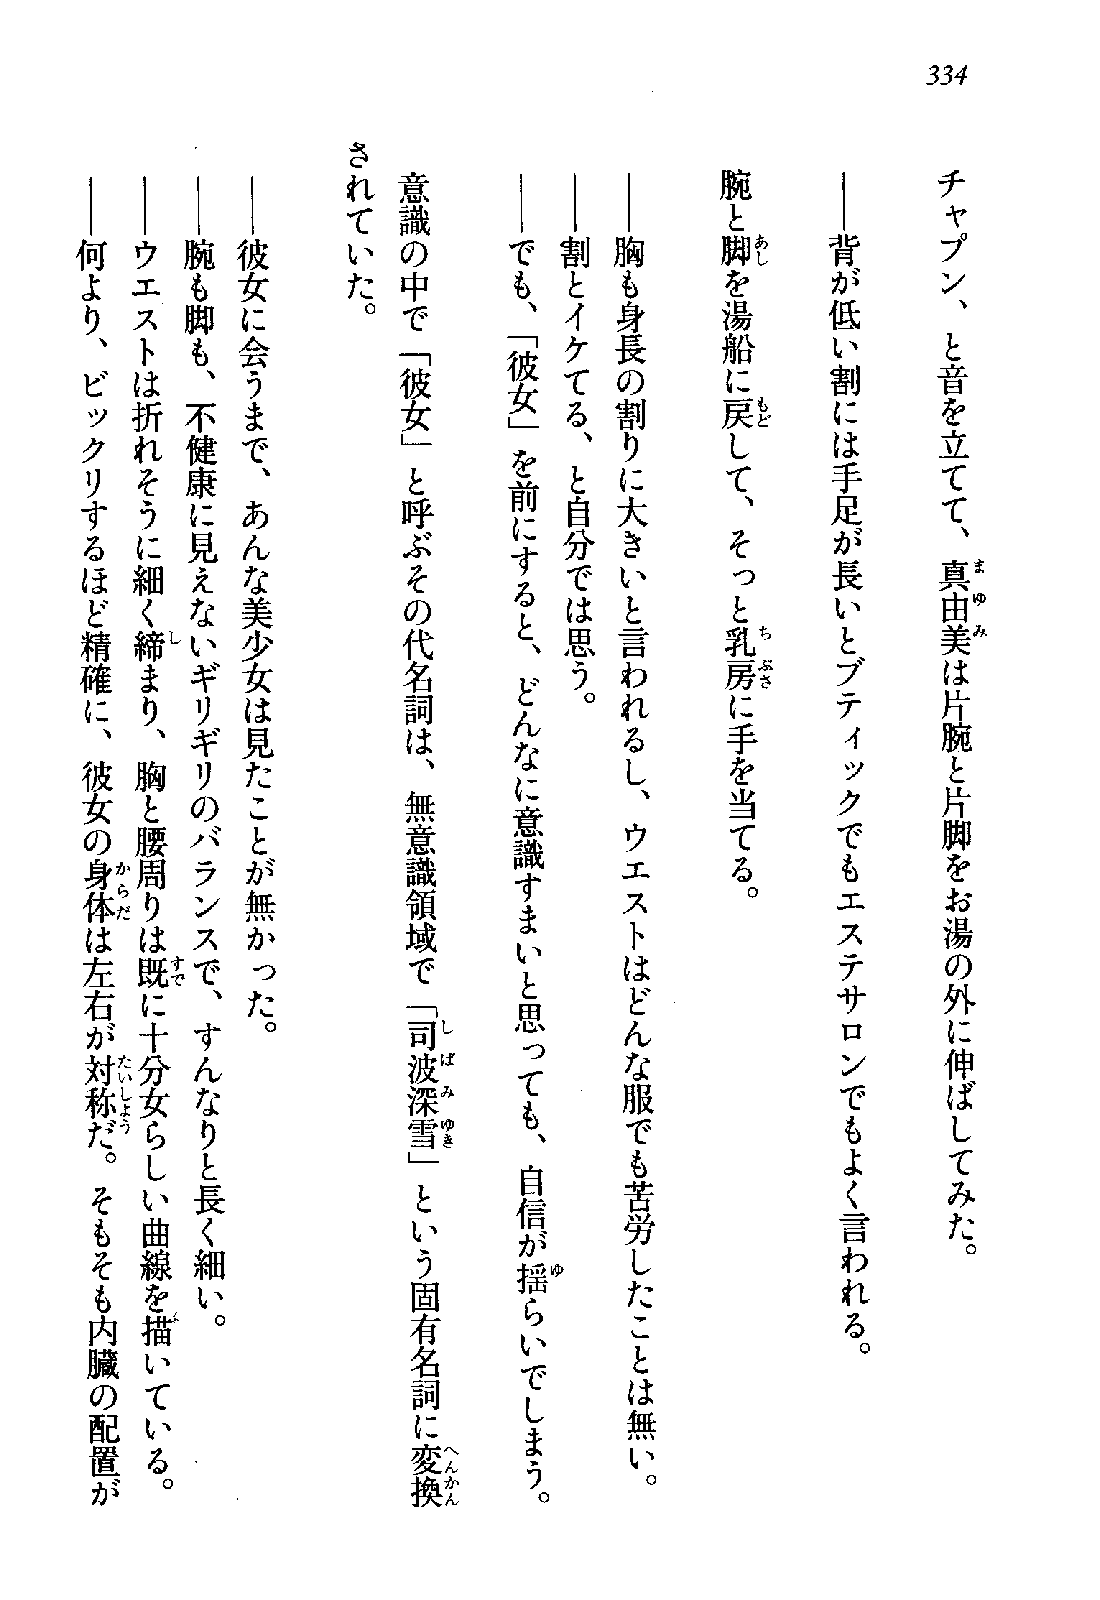 334
チャプン、と音を立てて、真由美は片腕と片脚をお湯の外に伸ばしてみた。
――背が低い割には手足が長いとブティックでもエステサロンでもよく言われる。
腕と脚を湯船に戻して、そっと乳房に手を当てる。
――胸も身長の割りに大きいと言われるし、ウエストはどんな服でも苦労したことは無い。
――割とイケてる、と自分では思う。
――でも、「彼女」を前にすると、どんなに意識すまいと思っても、自信が揺らいでしまう。
意識の中で「彼女」と呼ぶその代名詞は、無意識領域で「司波深雪」という固有名詞に変換
されていた。
――彼女に会うまで、あんな美少女は見たことが無かった。
――腕も脚も、不健康に見えないギリギリのバランスで、すんなりと長く細い。
――ウエストは折れそうに細く締まり、胸と腰周りは既に十分女らしい曲線を描いている。
――何より、ビックリするほど精確に、彼女の身体は左右が対称だ。そもそも内臓の配置が